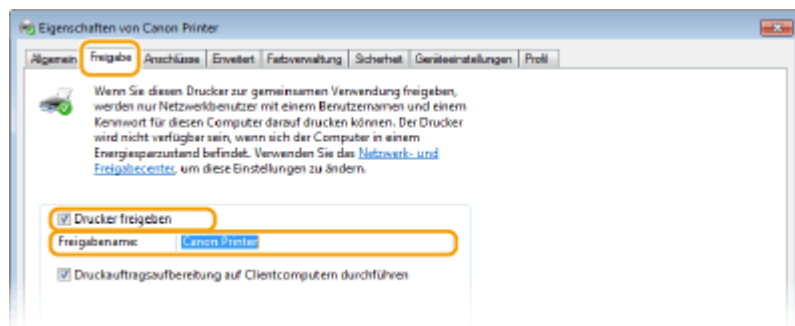 Eigenschaften von Canon Printer
Allgemein Freigabe Anschlüsse Erweitert Farbverwaltung Sicherheit Geräteeinstellungen Profil
Wenn Sie diesen Drucker zur gemeinsamen Verwendung freigeben,
werden nur Netzwerkbenutzer mit einem Benutzernamen und einem
Kennwort für diesen Computer darauf drucken können. Der Drucker
wird nicht verfügbar sein, wenn sich der Computer in einem
Energiesparzustand befindet. Verwenden Sie das Netzwerk- und
Freigabecenter, um diese Einstellungen zu ändern.
Drucker freigeben
Freigabename: Canon Printer
Druckauftragsaufbereitung auf Clientcomputern durchführen